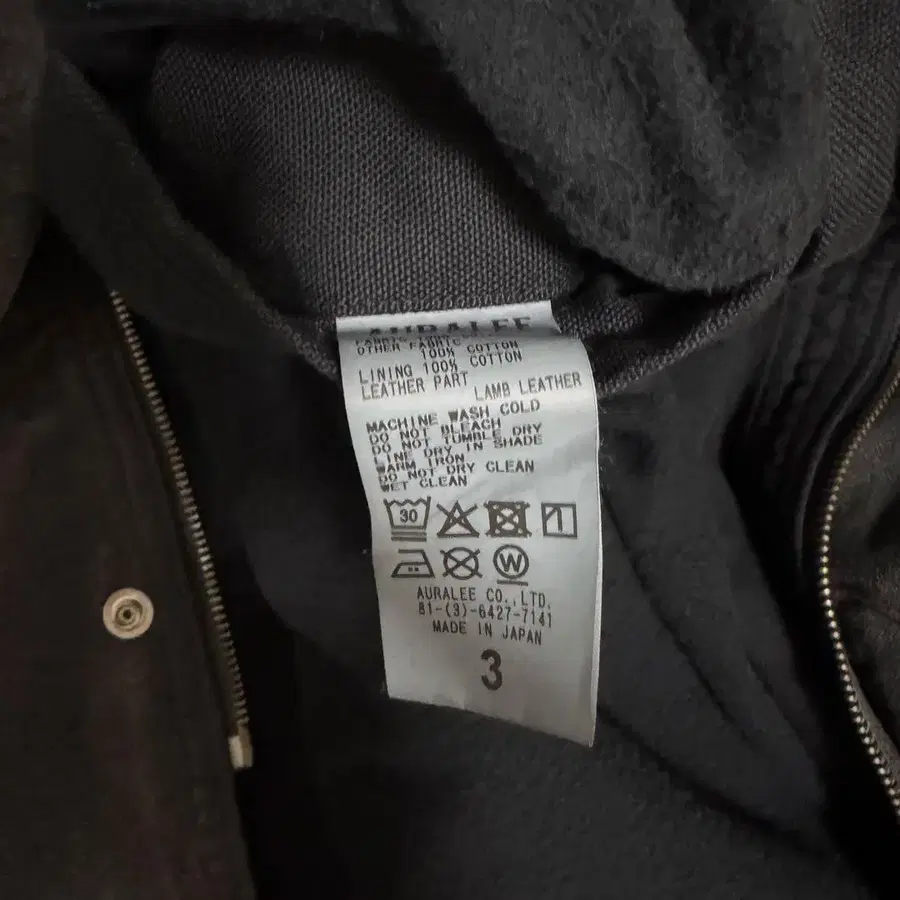 AURALEE
OTHER FABRIC
100% COTTON
LINING 100% COTTON
LEATHER PART
LAMB LEATHER
MACHINE WASH COLD
DO NOT BLEACH
DO NOT TUMBLE DRY
LINE DRY IN SHADE
WARM IRON
DO NOT DRY CLEAN
WET CLEAN
30
W
AURALEE CO.,LTD.
81-(3)-6427-7141
MADE IN JAPAN
3